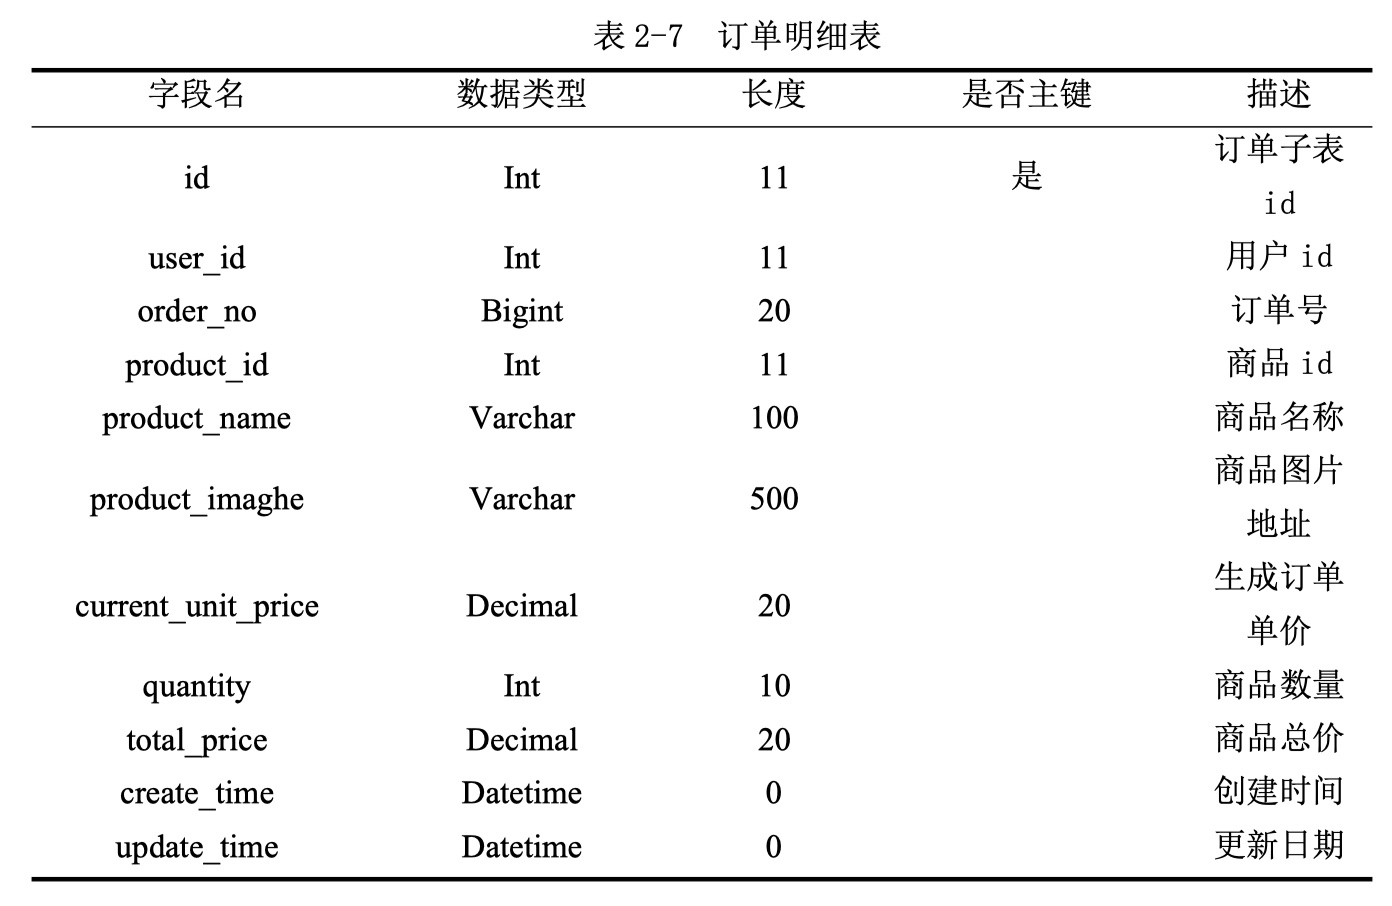 表 2-7 订单明细表
字段名 数据类型 长度 是否主键 描述
id Int 11 是 订单子表
id
user_id Int 11 用户 id
order_no Bigint 20 订单号
product_id Int 11 商品 id
product_name Varchar 100 商品名称
product_imaghe Varchar 500 商品图片
地址
current_unit_price Decimal 20 生成订单
单价
quantity Int 10 商品数量
total_price Decimal 20 商品总价
create_time Datetime 0 创建时间
update_time Datetime 0 更新日期